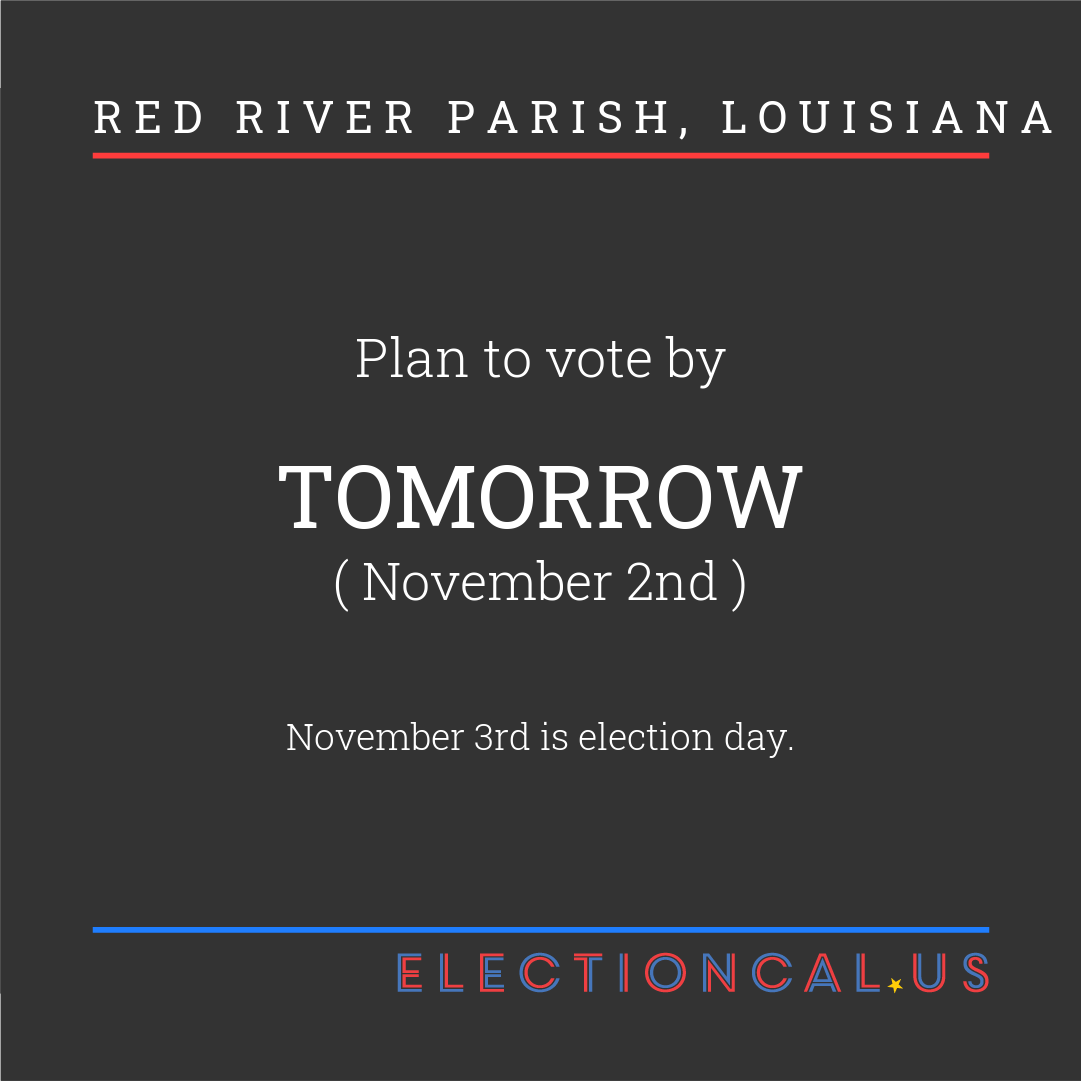 RED RIVER PARISH, LOUISIANA
Plan to vote by
TOMORROW
( November 2nd )
November 3rd is election day.
ELECTIONCAL.US